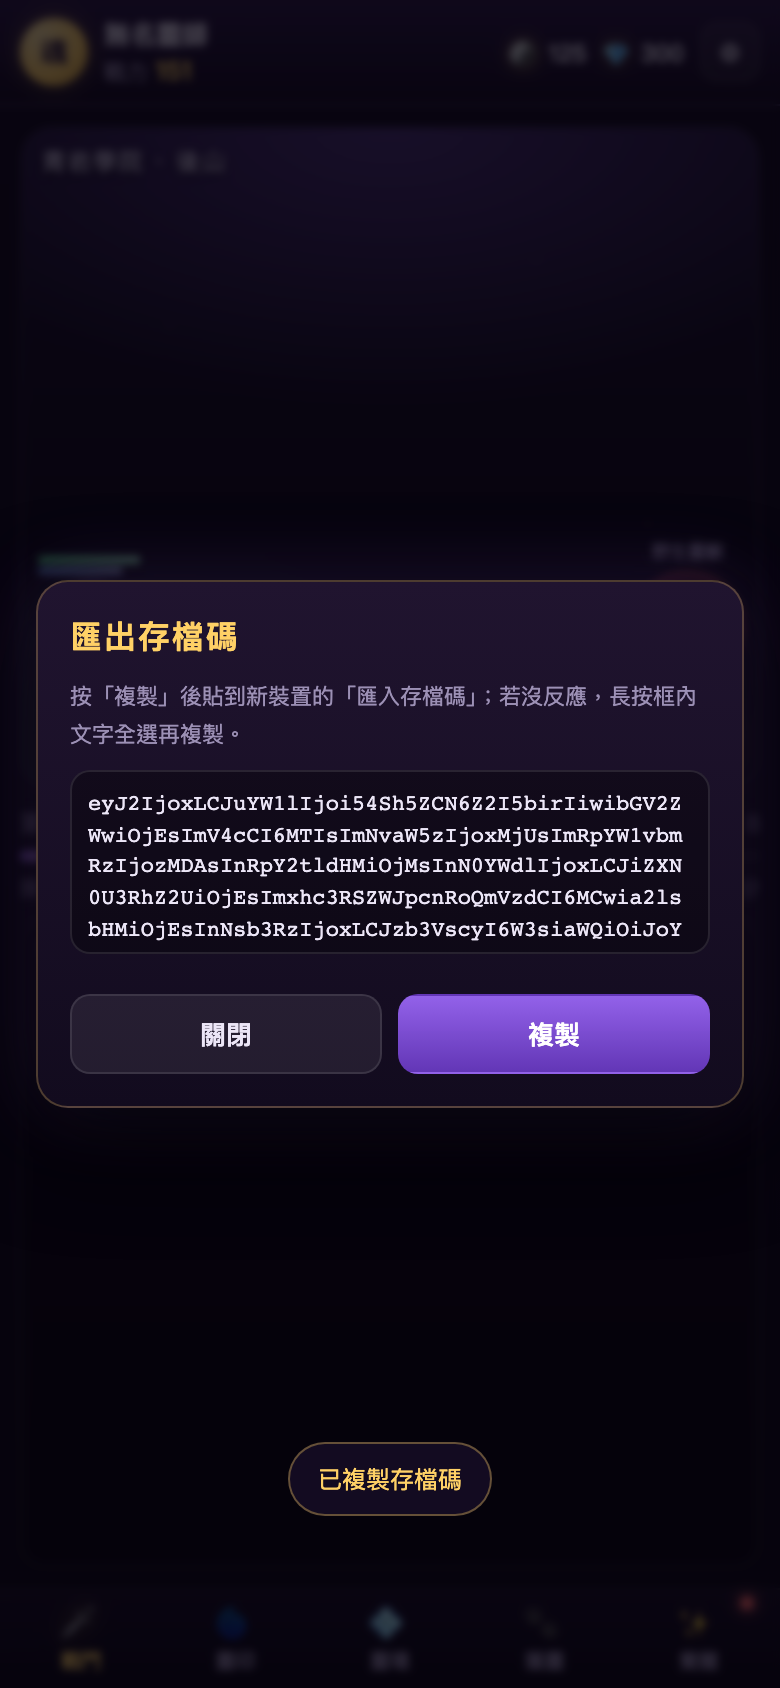 125
300
匯出存檔碼
按「複製」後貼到新裝置的「匯入存檔碼」；若沒反應，長按框內
文字全選再複製。
eyJ2IjoxLCJuYW1lIjoi54Sh5ZCN6Z2I5birIiwibGV2Z
WwiOjEsImV4cCI6MTIsImNvaW5zIjoxMjUsImRpYW1vbm
RzIjozMDAsInRpY2tldHMiOjMsInN0YWdlIjoxLCJiZXN
0U3RhZ2UiOjEsImxhc3RSZWJpcnRoQmVzdCI6MCwia2ls
bHMiOjEsInNsb3RzIjoxLCJzb3VscyI6W3siaWQiOiJoY
關閉
複製
已複製存檔碼